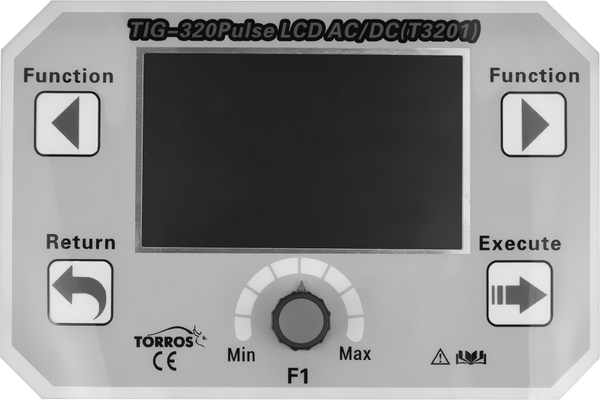 TIG-320Pulse LCD AC/DC(T3201)
Function
Function
Return
Execute
TORROS
CE
Min
Max
F1